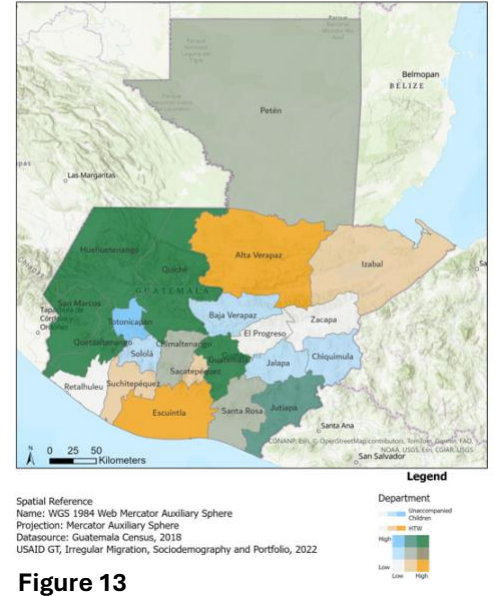 Belmopan
BELIZE
Petén
Las Margaritas
Alta Verapaz
Izabal
Huehuetenango
Quiché
GUATEMALA
San Marcos
Baja Verapaz
Zacapa
Totonicapán
El Progreso
Quetzaltenango
Chimaltenango
Sololá
Jalapa
Chiquimula
Sacatepéquez
Retalhuleu
Suchitepéquez
Escuintla
Santa Rosa
Jutiapa
Santa Ana
San Salvador
N
0 25 50
Kilometers
Legend
Department
Unaccompanied
Children
HTW
High
Low
Low High
Spatial Reference
Name: WGS 1984 Web Mercator Auxiliary Sphere
Projection: Mercator Auxiliary Sphere
Datasource: Guatemala Census, 2018
USAID GT, Irregular Migration, Sociodemography and Portfolio, 2022
Figure 13